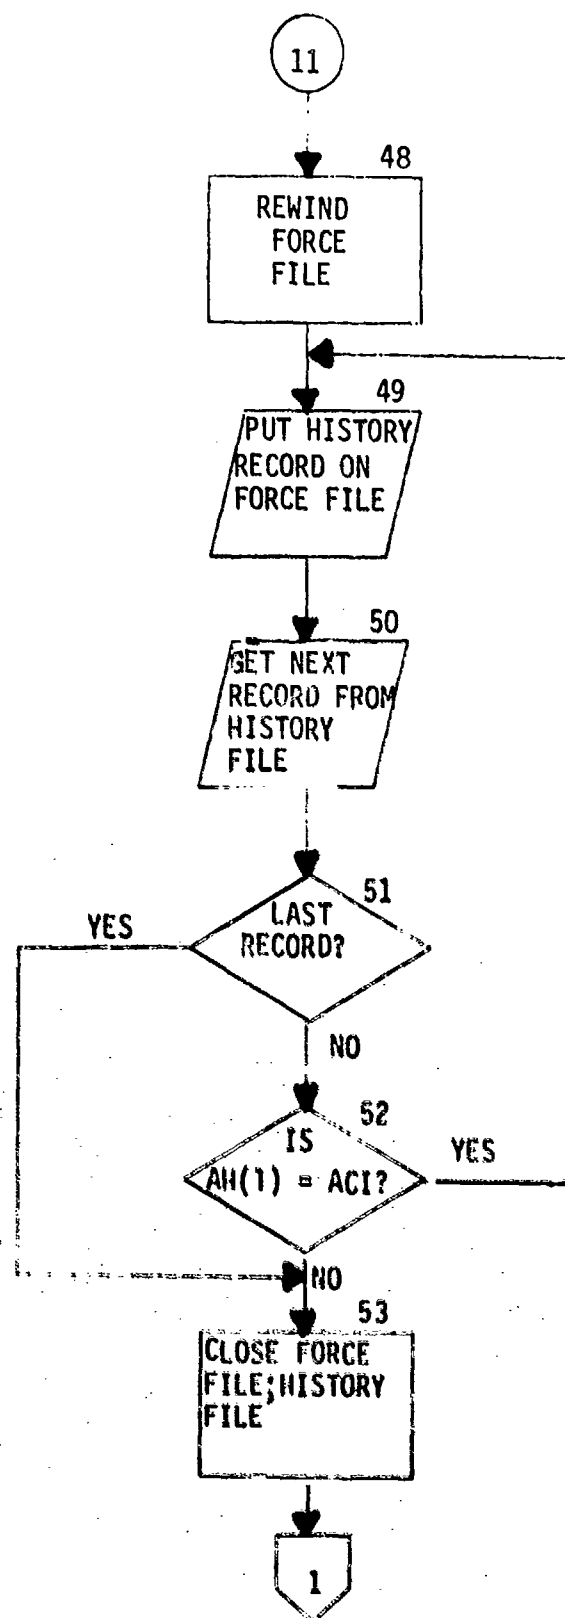 11
48
REWIND
FORCE
FILE
49
PUT HISTORY
RECORD ON
FORCE FILE
50
GET NEXT
RECORD FROM
HISTORY
FILE
51
LAST
RECORD?
YES
NO
52
IS
AH(1) = ACI?
YES
NO
53
CLOSE FORCE
FILE;HISTORY
FILE
1